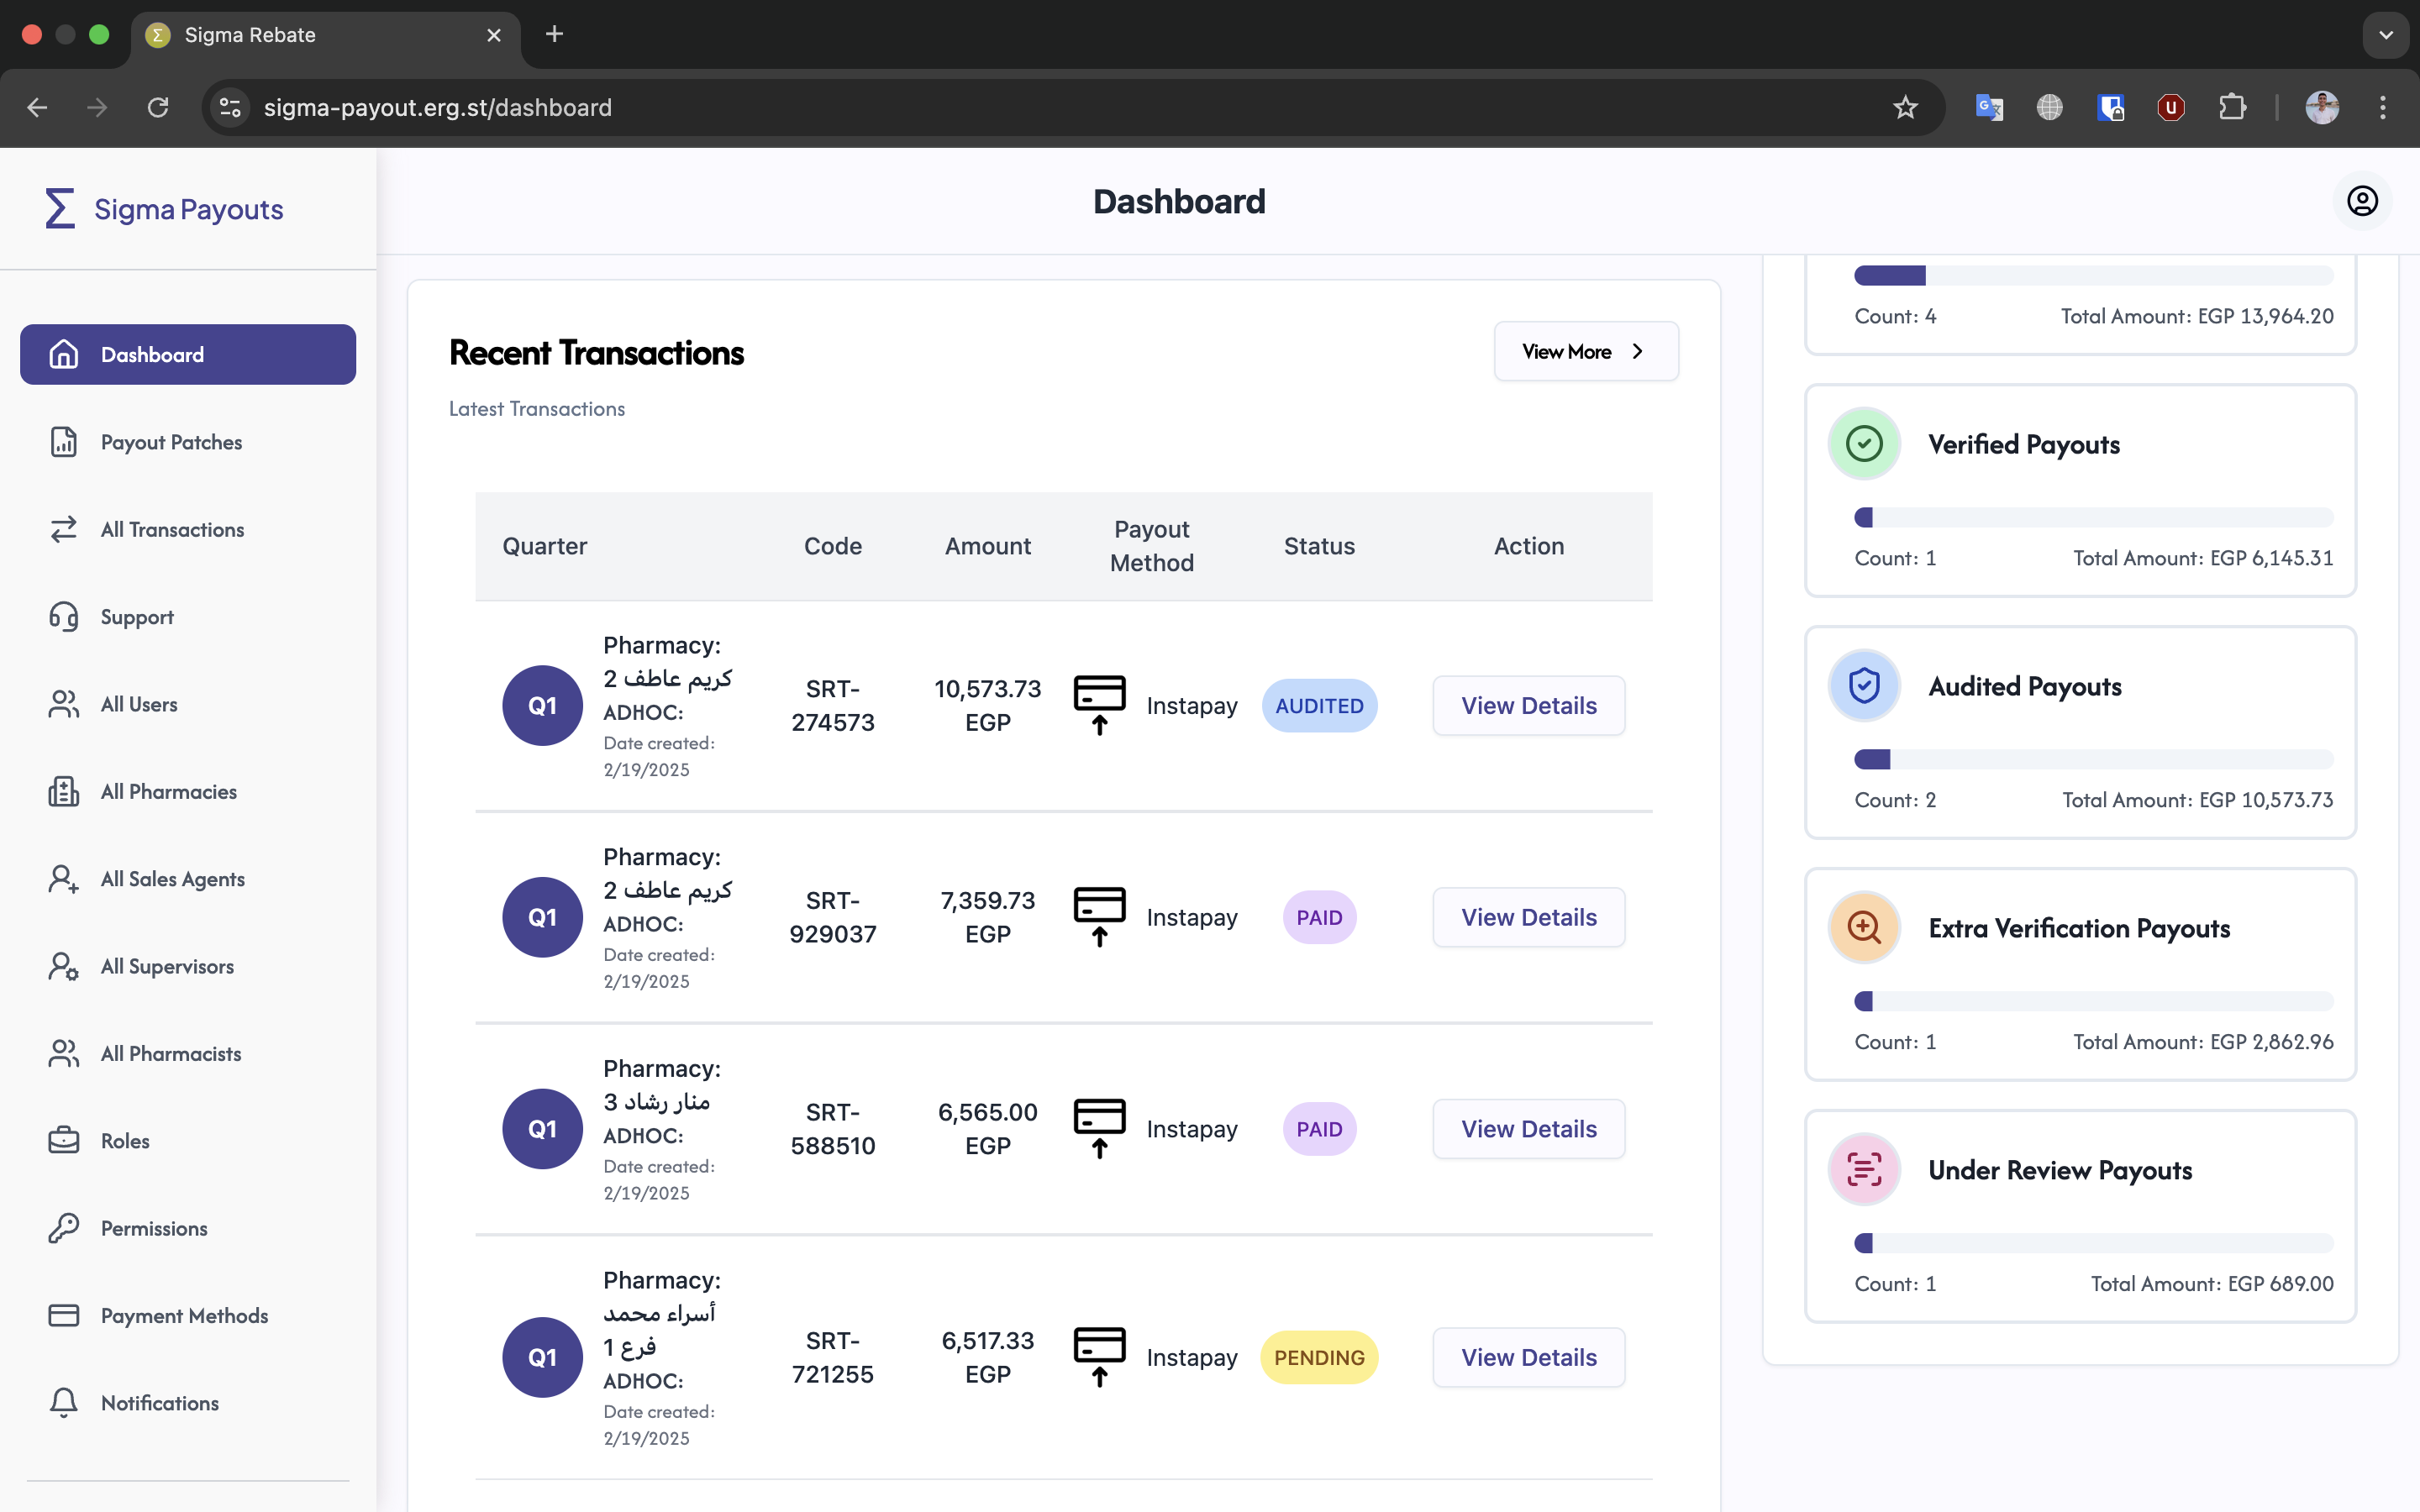 Sigma Rebate
sigma-payout.erg.st/dashboard
Sigma Payouts
Dashboard
Dashboard
Payout Patches
All Transactions
Support
All Users
All Pharmacies
All Sales Agents
All Supervisors
All Pharmacists
Roles
Permissions
Payment Methods
Notifications
Recent Transactions
View More
Latest Transactions
Quarter Code Amount Payout Method Status Action
Q1
Pharmacy:
كريم عاطف 2
ADHOC:
Date created:
2/19/2025
SRT-
274573
10,573.73
EGP
Instapay
AUDITED
View Details
Q1
Pharmacy:
كريم عاطف 2
ADHOC:
Date created:
2/19/2025
SRT-
929037
7,359.73
EGP
Instapay
PAID
View Details
Q1
Pharmacy:
منار رشاد 3
ADHOC:
Date created:
2/19/2025
SRT-
588510
6,565.00
EGP
Instapay
PAID
View Details
Q1
Pharmacy:
أسراء محمد
فرع 1
ADHOC:
Date created:
2/19/2025
SRT-
721255
6,517.33
EGP
Instapay
PENDING
View Details
Count: 4 Total Amount: EGP 13,964.20
Verified Payouts
Count: 1 Total Amount: EGP 6,145.31
Audited Payouts
Count: 2 Total Amount: EGP 10,573.73
Extra Verification Payouts
Count: 1 Total Amount: EGP 2,862.96
Under Review Payouts
Count: 1 Total Amount: EGP 689.00